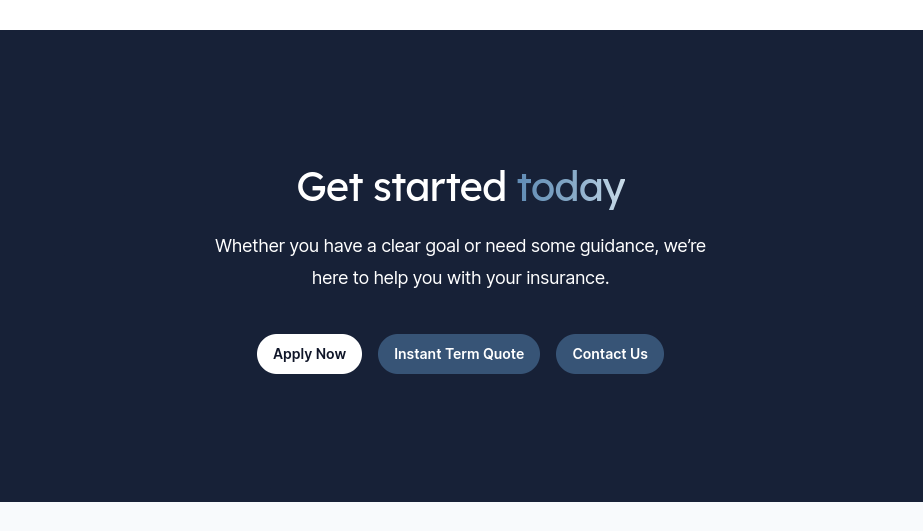 Get started today
Whether you have a clear goal or need some guidance, we’re
here to help you with your insurance.
Apply Now
Instant Term Quote
Contact Us